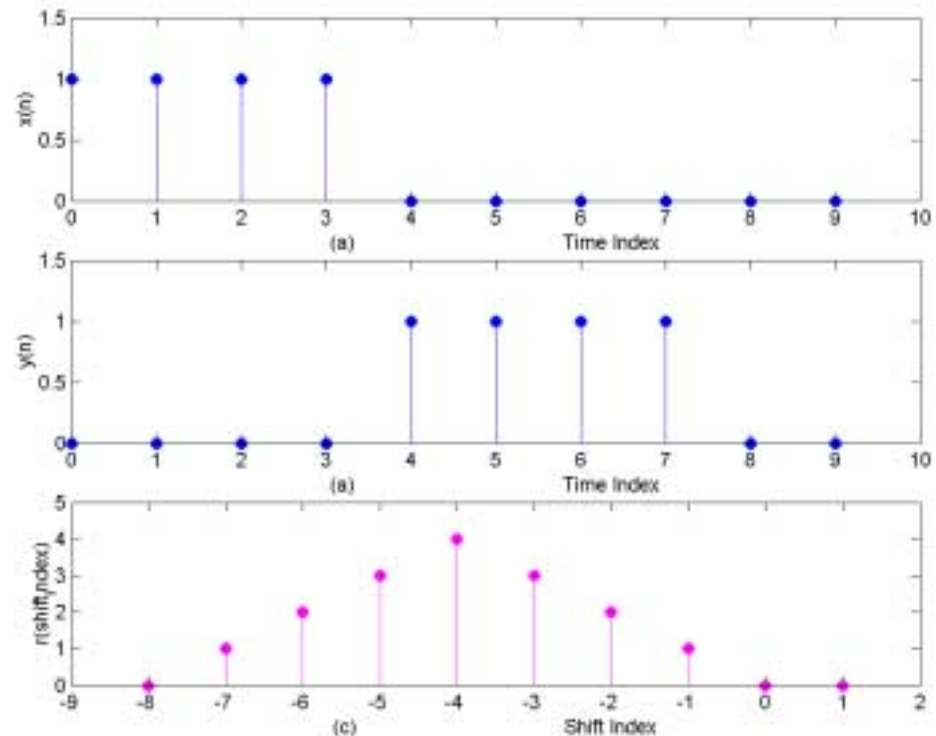 1.5
1
0.5
0
x(n)
0 1 2 3 4 5 6 7 8 9 10
(a) Time Index
1.5
1
0.5
0
y(n)
0 1 2 3 4 5 6 7 8 9 10
(a) Time Index
5
4
3
2
1
0
r(shift_index)
-9 -8 -7 -6 -5 -4 -3 -2 -1 0 1 2
(c) Shift Index